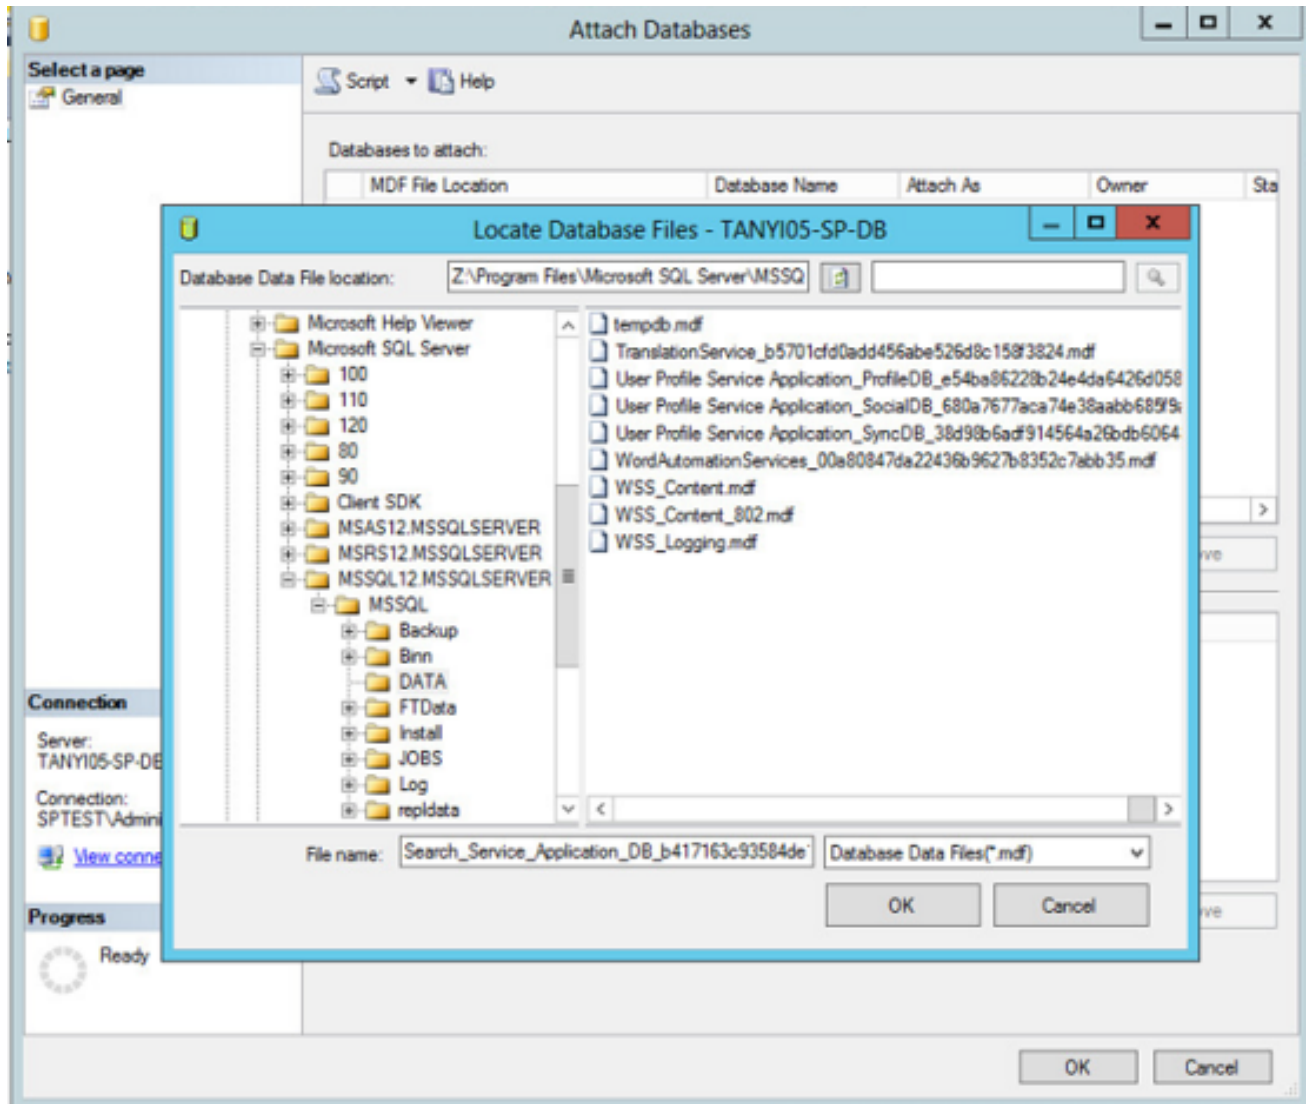 Attach Databases
Select a page
General
Script
Help
Databases to attach:
MDF File Location
Database Name
Attach As
Owner
Sta
Locate Database Files - TANYI05-SP-DB
Database Data File location:
Z:\Program Files\Microsoft SQL Server\MSSQ
Microsoft Help Viewer
Microsoft SQL Server
100
110
120
80
90
Client SDK
MSAS12.MSSQLSERVER
MSRS12.MSSQLSERVER
MSSQL12.MSSQLSERVER
MSSQL
Backup
Binn
DATA
FTData
Install
JOBS
Log
repldata
tempdb.mdf
TranslationService_b5701cfd0add456abe526d8c158f3824.mdf
User Profile Service Application_ProfileDB_e54ba86228b24e4da6426d058
User Profile Service Application_SocialDB_680a7677aca74e38aabb685f9
User Profile Service Application_SyncDB_38d98b6adf914564a26bdb6064
WordAutomationServices_00a80847da22436b9627b8352c7abb35.mdf
WSS_Content.mdf
WSS_Content_802.mdf
WSS_Logging.mdf
File name:
Search_Service_Application_DB_b417163c93584de
Database Data Files(*.mdf)
OK
Cancel
Connection
Server:
TANYI05-SP-DB
Connection:
SPTEST\Admini
View conne
Progress
Ready
ve
ve
OK
Cancel